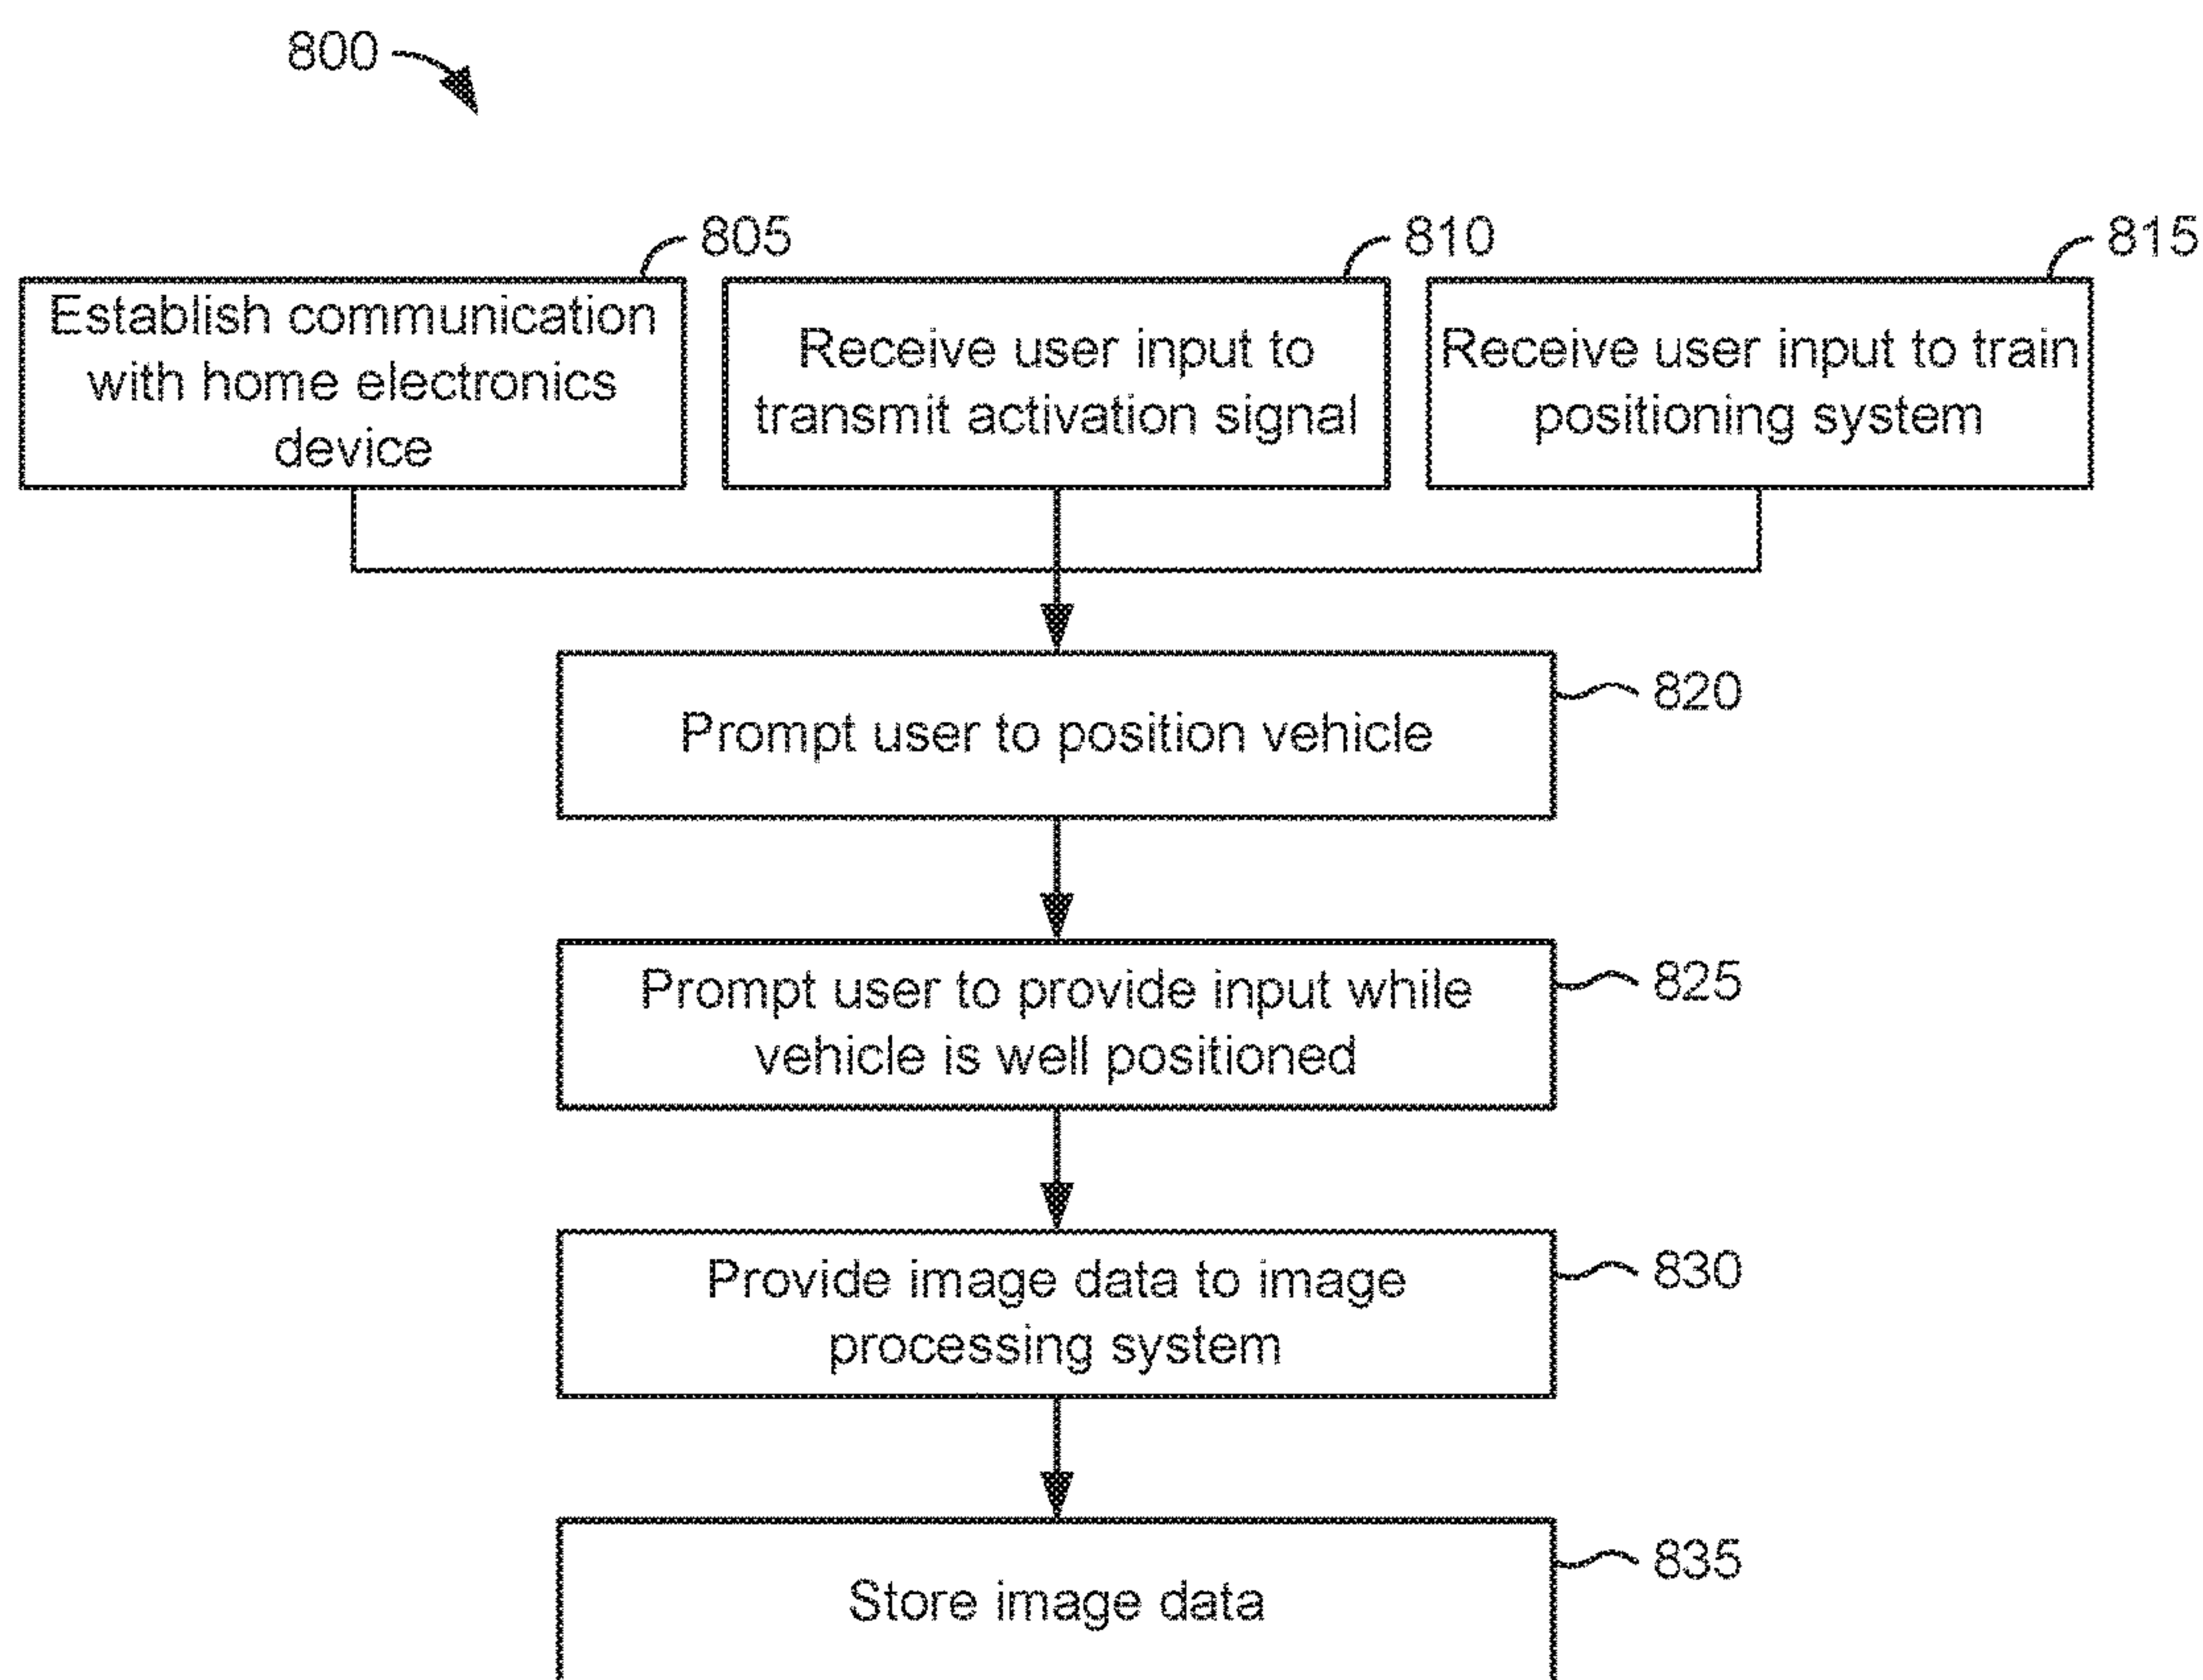 800
805
810
815
Establish communication
with home electronics
device
Receive user input to
transmit activation signal
Receive user input to train
positioning system
820
Prompt user to position vehicle
825
Prompt user to provide input while
vehicle is well positioned
830
Provide image data to image
processing system
835
Store image data